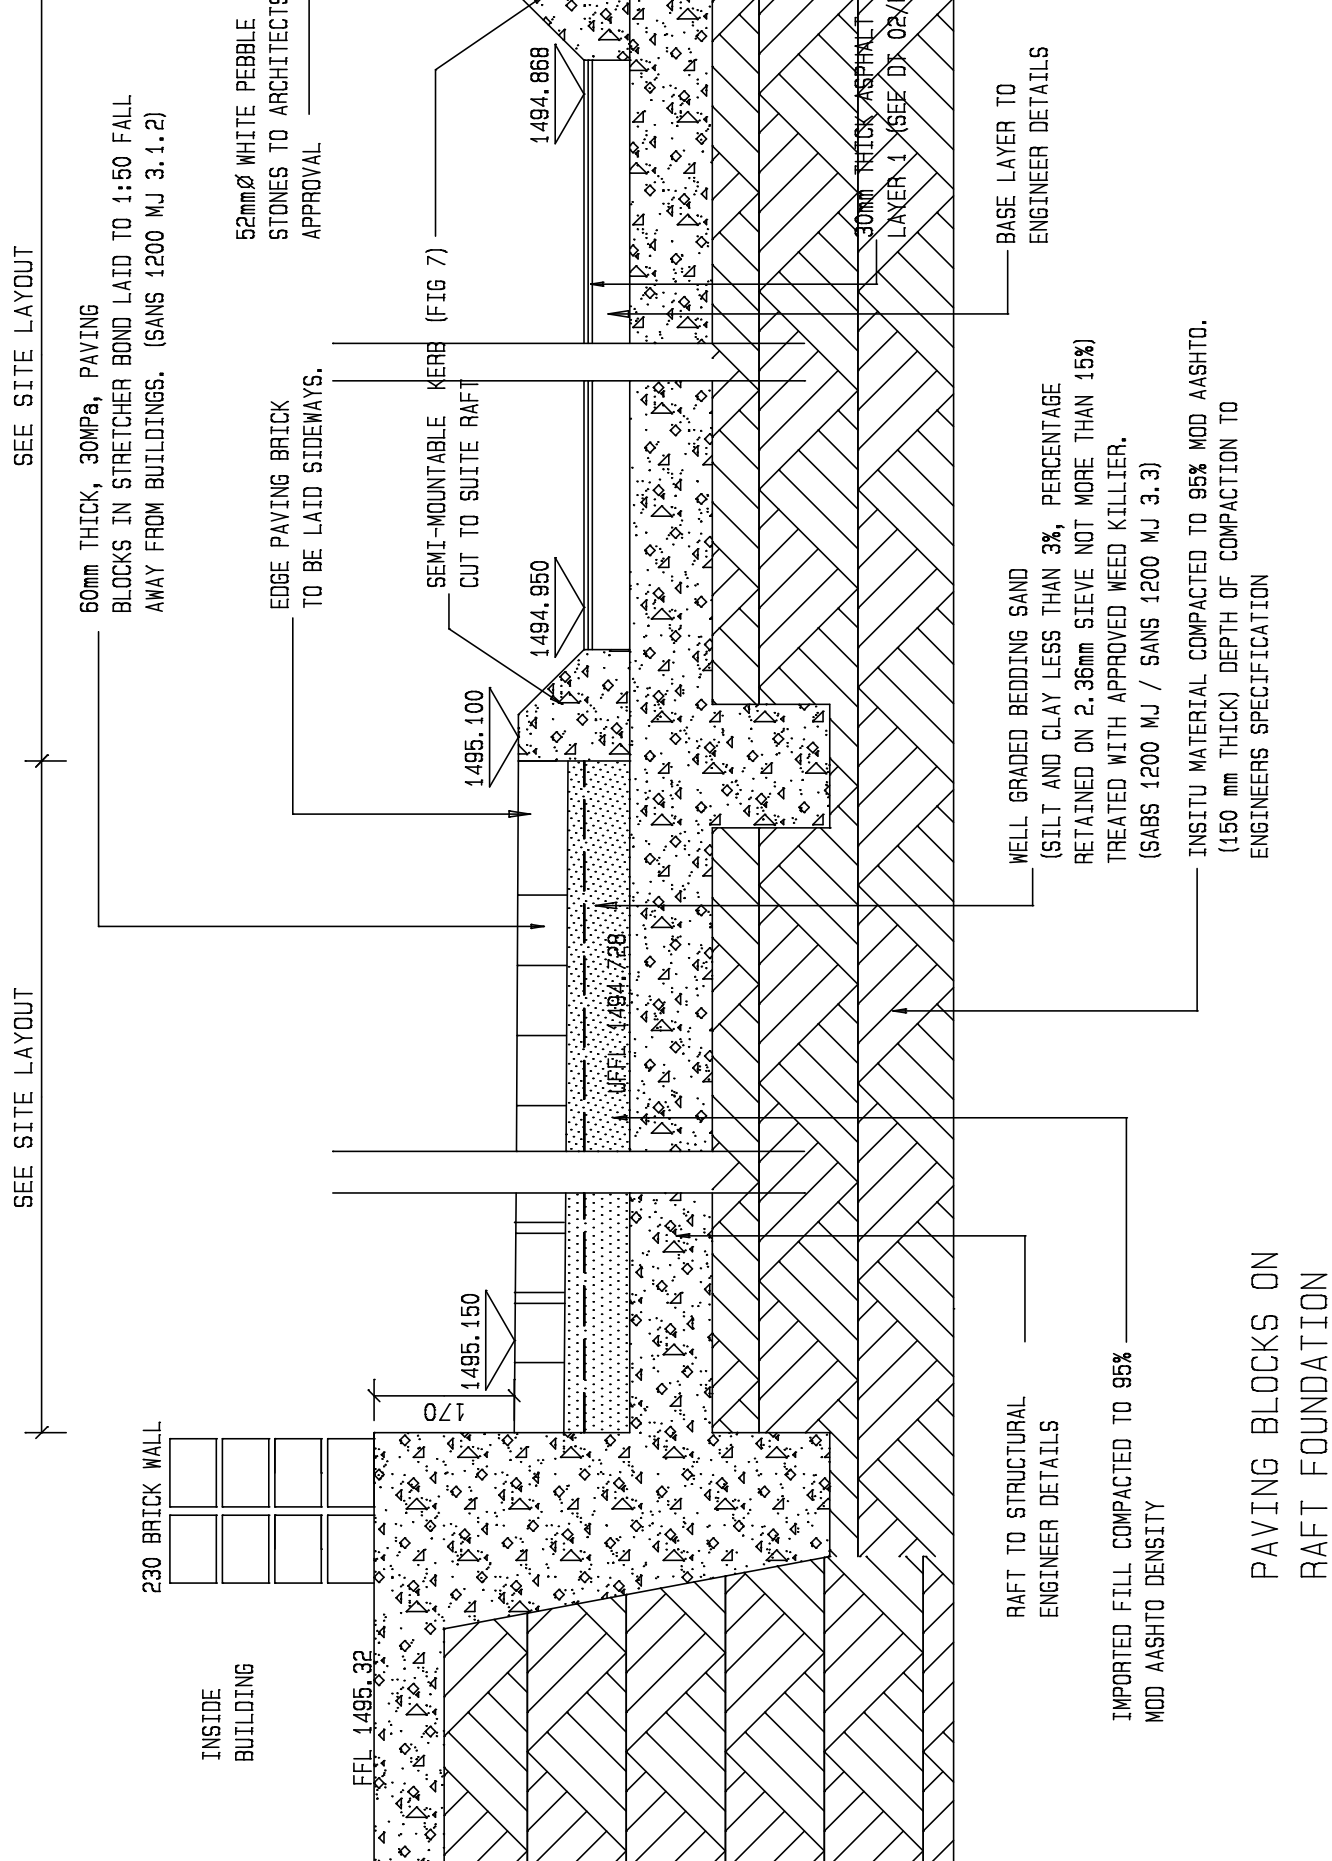 SEE SITE LAYOUT
SEE SITE LAYOUT
60mm THICK, 30MPa, PAVING
BLOCKS IN STRETCHER BOND LAID TO 1:50 FALL
AWAY FROM BUILDINGS. (SANS 1200 MJ 3.1.2)
52mmØ WHITE PEBBLE
STONES TO ARCHITECTS
APPROVAL
230 BRICK WALL
INSIDE
BUILDING
EDGE PAVING BRICK
TO BE LAID SIDEWAYS.
SEMI-MOUNTABLE KERB (FIG 7)
CUT TO SUITE RAFT
FFL 1495.32
170
1495.150
1495.100
1494.950
1494.868
UFFL 1494.728
30mm THICK ASPHALT
LAYER 1 (SEE DT 02/
BASE LAYER TO
ENGINEER DETAILS
RAFT TO STRUCTURAL
ENGINEER DETAILS
WELL GRADED BEDDING SAND
(SILT AND CLAY LESS THAN 3%, PERCENTAGE
RETAINED ON 2.36mm SIEVE NOT MORE THAN 15%)
TREATED WITH APPROVED WEED KILLIER.
(SABS 1200 MJ / SANS 1200 MJ 3.3)
IMPORTED FILL COMPACTED TO 95%
MOD AASHTO DENSITY
INSITU MATERIAL COMPACTED TO 95% MOD AASHTO.
(150 mm THICK) DEPTH OF COMPACTION TO
ENGINEERS SPECIFICATION
PAVING BLOCKS ON
RAFT FOUNDATION